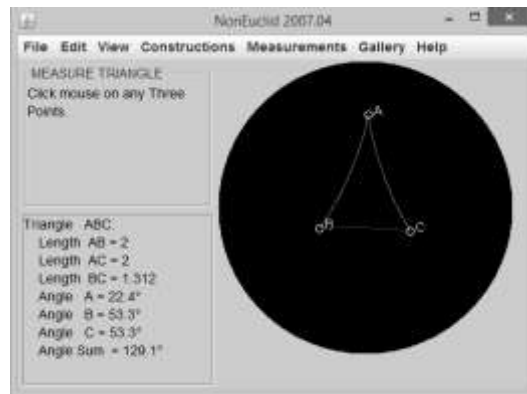 NonEuclid 2007.04
File Edit View Constructions Measurements Gallery Help
MEASURE TRIANGLE
Click mouse on any Three
Points.
A
B
C
Triangle ABC:
Length AB = 2
Length AC = 2
Length BC = 1.312
Angle A = 22.4°
Angle B = 53.3°
Angle C = 53.3°
Angle Sum = 129.1°